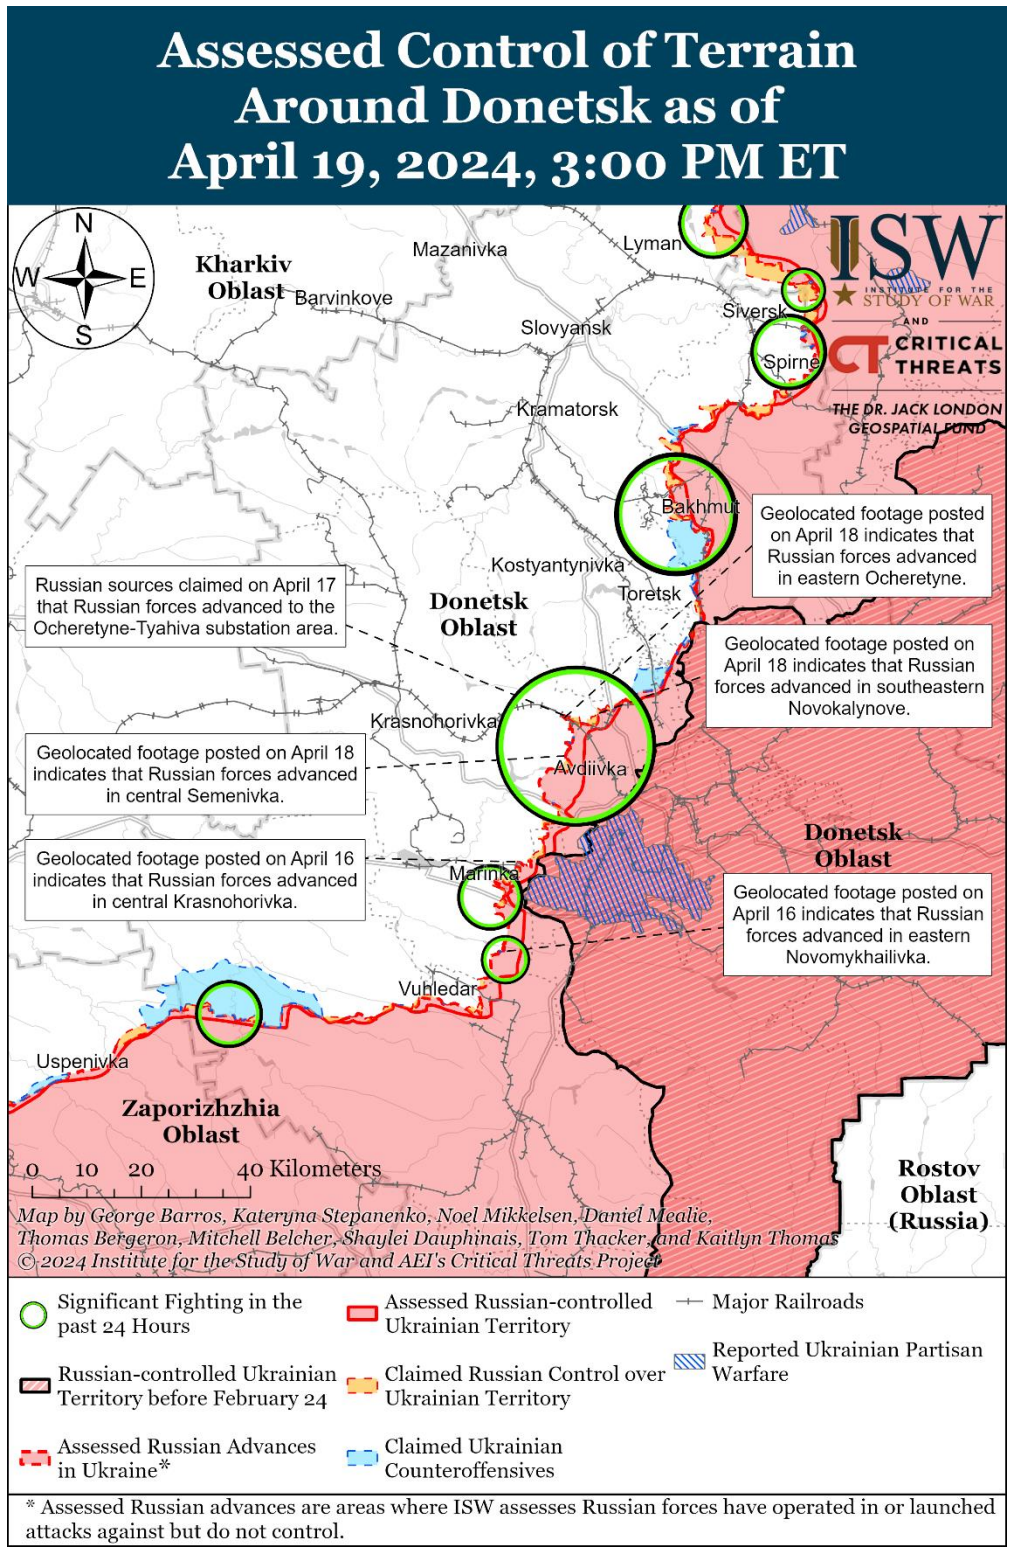 Assessed Control of Terrain
Around Donetsk as of
April 19, 2024, 3:00 PM ET
N
W
E
S
Kharkiv
Oblast
Mazanivka
Lyman
ISW
INSTITUTE FOR THE
STUDY OF WAR
AND
CT CRITICAL
THREATS
THE DR. JACK LONDON
GEOSPATIAL FUND
Barvinkove
Siversk
Slovyansk
Spirne
Kramatorsk
Bakhmut
Geolocated footage posted
on April 18 indicates that
Russian forces advanced
in eastern Ocheretyne.
Kostyantynivka
Russian sources claimed on April 17
that Russian forces advanced to the
Ocheretyne-Tyahiva substation area.
Donetsk
Oblast
Toretsk
Geolocated footage posted on
April 18 indicates that Russian
forces advanced in southeastern
Novokalynove.
Krasnohorivka
Geolocated footage posted on April 18
indicates that Russian forces advanced
in central Semenivka.
Avdiivka
Donetsk
Oblast
Geolocated footage posted on April 16
indicates that Russian forces advanced
in central Krasnohorivka.
Marinka
Geolocated footage posted on
April 16 indicates that Russian
forces advanced in eastern
Novomykhailivka.
Vuhledar
Uspenivka
Zaporizhzhia
Oblast
Rostov
Oblast
(Russia)
0 10 20 40 Kilometers
Map by George Barros, Kateryna Stepanenko, Noel Mikkelsen, Daniel Mealie,
Thomas Bergeron, Mitchell Belcher, Shaylei Dauphinais, Tom Thacker, and Kaitlyn Thomas
© 2024 Institute for the Study of War and AEI's Critical Threats Project
Significant Fighting in the
past 24 Hours
Russian-controlled Ukrainian
Territory before February 24
Assessed Russian Advances
in Ukraine*
Assessed Russian-controlled
Ukrainian Territory
Claimed Russian Control over
Ukrainian Territory
Claimed Ukrainian
Counteroffensives
Major Railroads
Reported Ukrainian Partisan
Warfare
* Assessed Russian advances are areas where ISW assesses Russian forces have operated in or launched
attacks against but do not control.